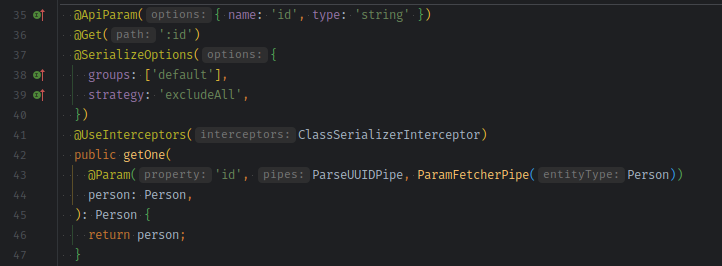 35 @ApiParam( options: { name: 'id', type: 'string' })
36 @Get( path: ':id')
37 @SerializeOptions( options: {
38 groups: ['default'],
39 strategy: 'excludeAll',
40 })
41 @UseInterceptors( interceptors: ClassSerializerInterceptor)
42 public getOne(
43 @Param( property: 'id', pipes: ParseUUIDPipe, ParamFetcherPipe( entityType: Person))
44 person: Person,
45 ): Person {
46 return person;
47 }